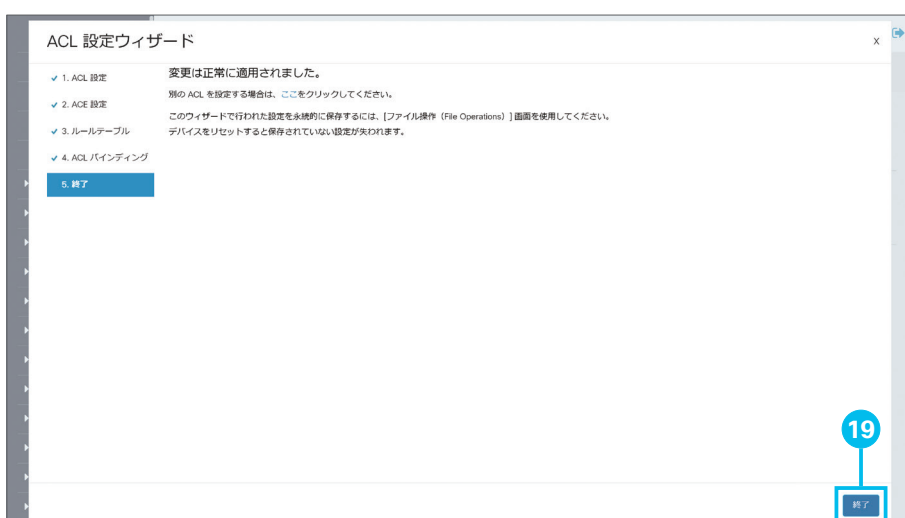 ACL 設定ウィザード
x
✓ 1. ACL 設定
✓ 2. ACE 設定
✓ 3. ルールテーブル
✓ 4. ACL バインディング
5. 終了
変更は正常に適用されました。
別の ACL を設定する場合は、ここをクリックしてください。
このウィザードで行われた設定を永続的に保存するには、[ファイル操作（File Operations）] 画面を使用してください。
デバイスをリセットすると保存されていない設定が失われます。
19
終了